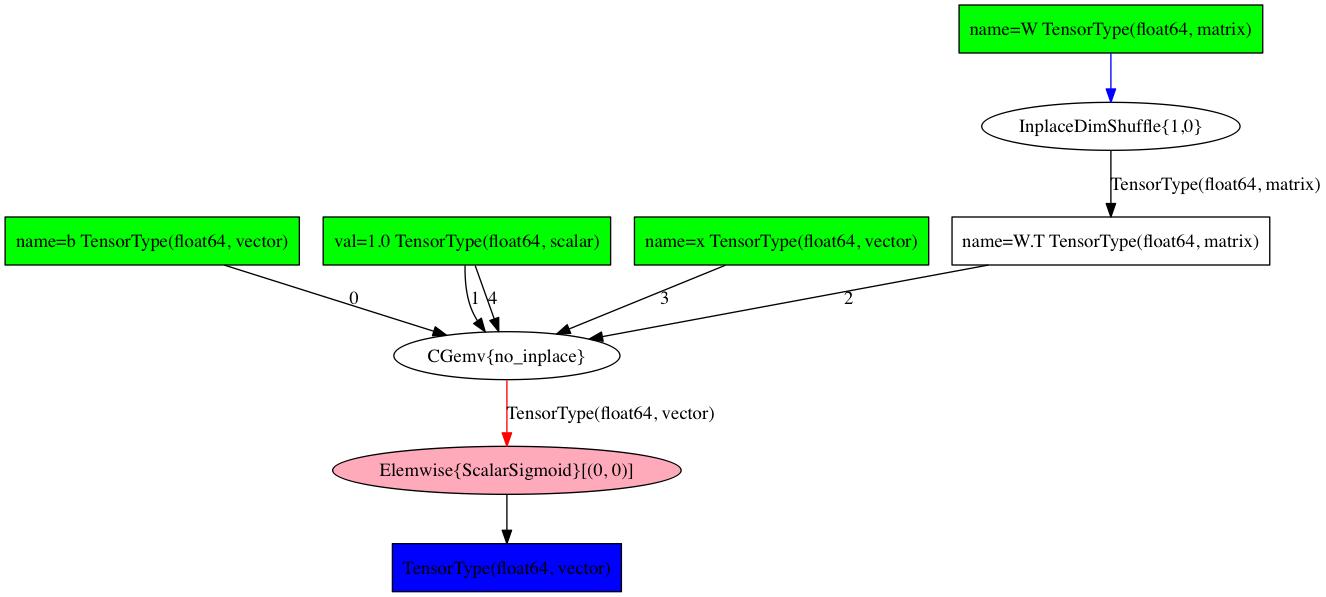 name=W TensorType(float64, matrix)
InplaceDimShuffle{1,0}
TensorType(float64, matrix)
name=b TensorType(float64, vector)
val=1.0 TensorType(float64, scalar)
name=x TensorType(float64, vector)
name=W.T TensorType(float64, matrix)
0
1
4
3
2
CGemv{no_inplace}
TensorType(float64, vector)
Elemwise{ScalarSigmoid}[(0, 0)]
TensorType(float64, vector)